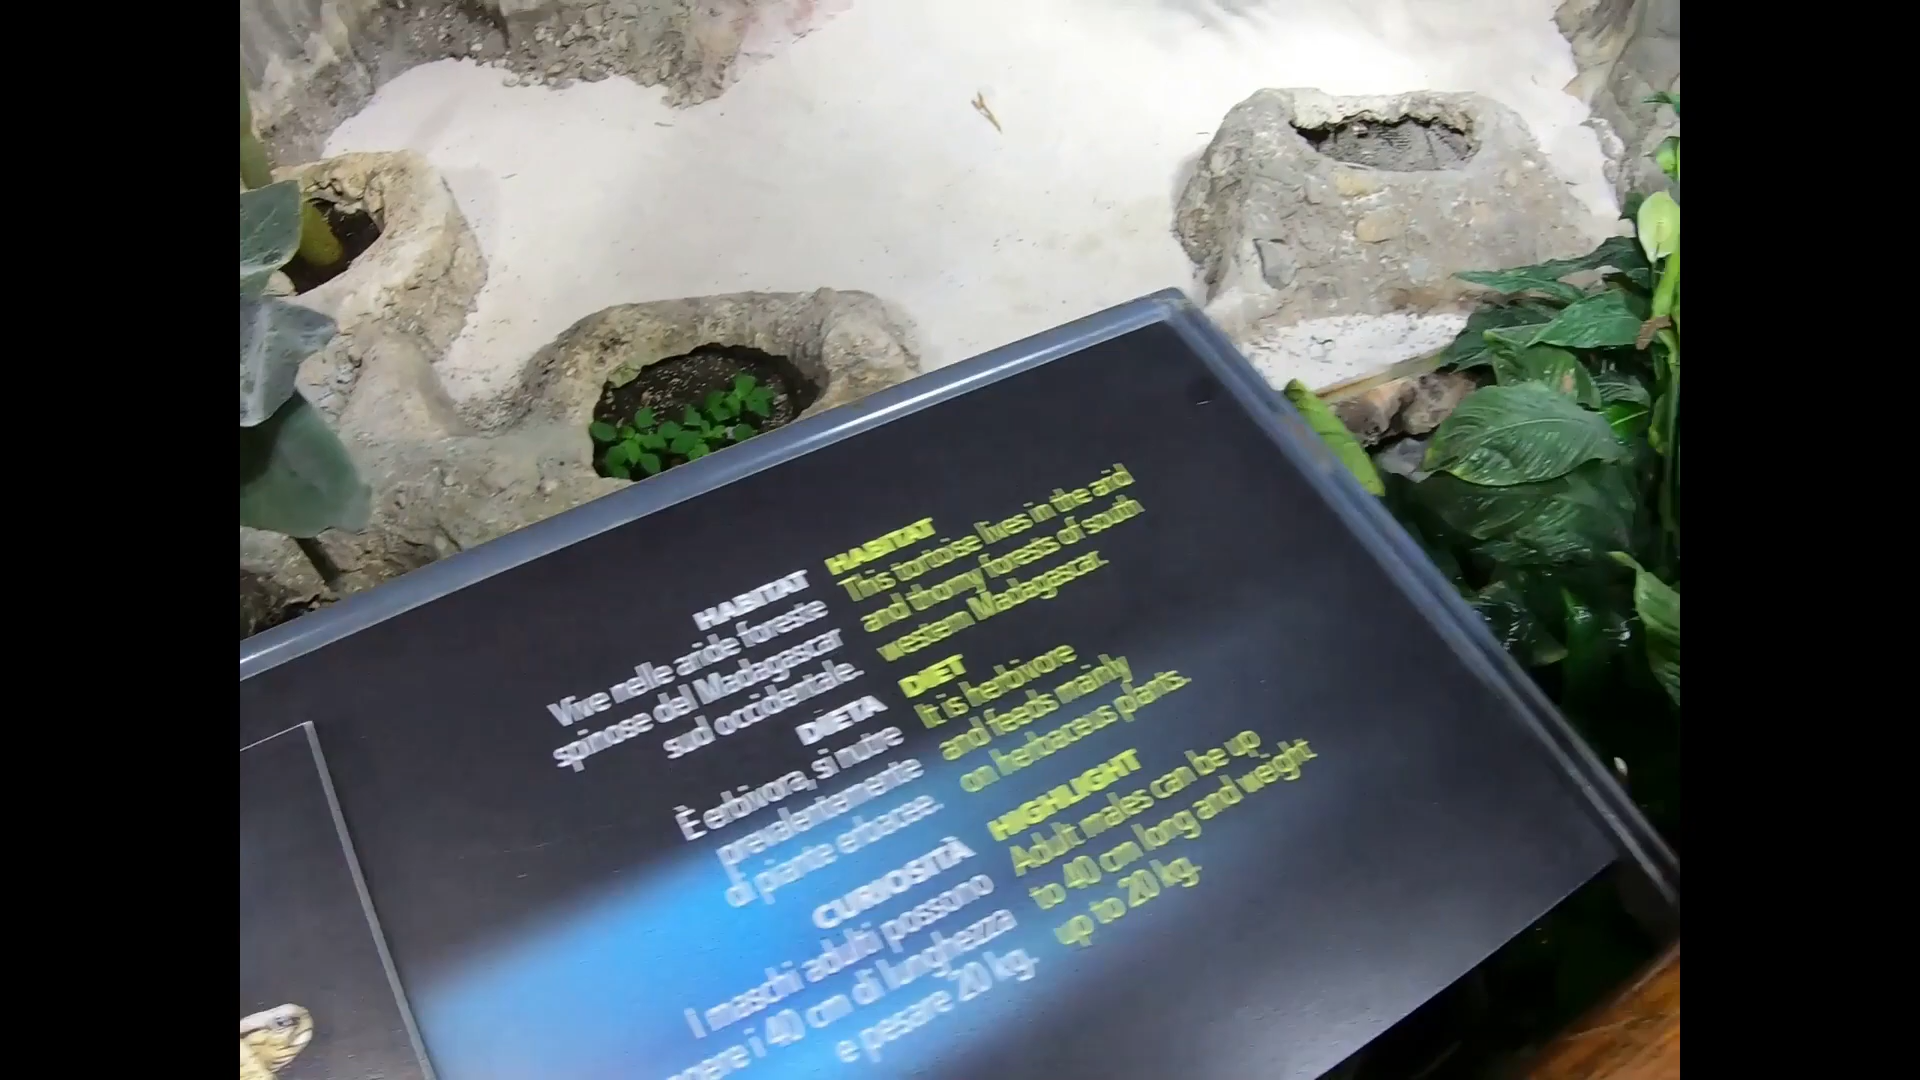 HABITAT
Vive nelle aride foreste
spinose del Madagascar
sud occidentale.
DIETA
È erbivora, si nutre
prevalentemente
di piante erbacee.
CURIOSITÀ
I maschi adulti possono
i 40 cm di lunghezza
e pesare 20 kg.
HABITAT
This tortoise lives in the arid
and thorny forests of south
western Madagascar.
DIET
It is herbivore
and feeds mainly
on herbaceus plants.
HIGHLIGHT
Adult males can be up
to 40 cm long and weight
up to 20 kg.